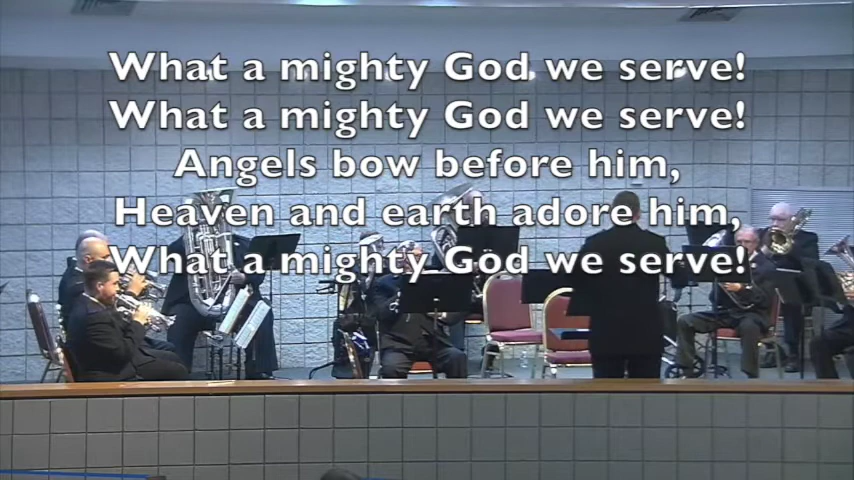 What a mighty God we serve!
What a mighty God we serve!
Angels bow before him,
Heaven and earth adore him,
What a mighty God we serve!